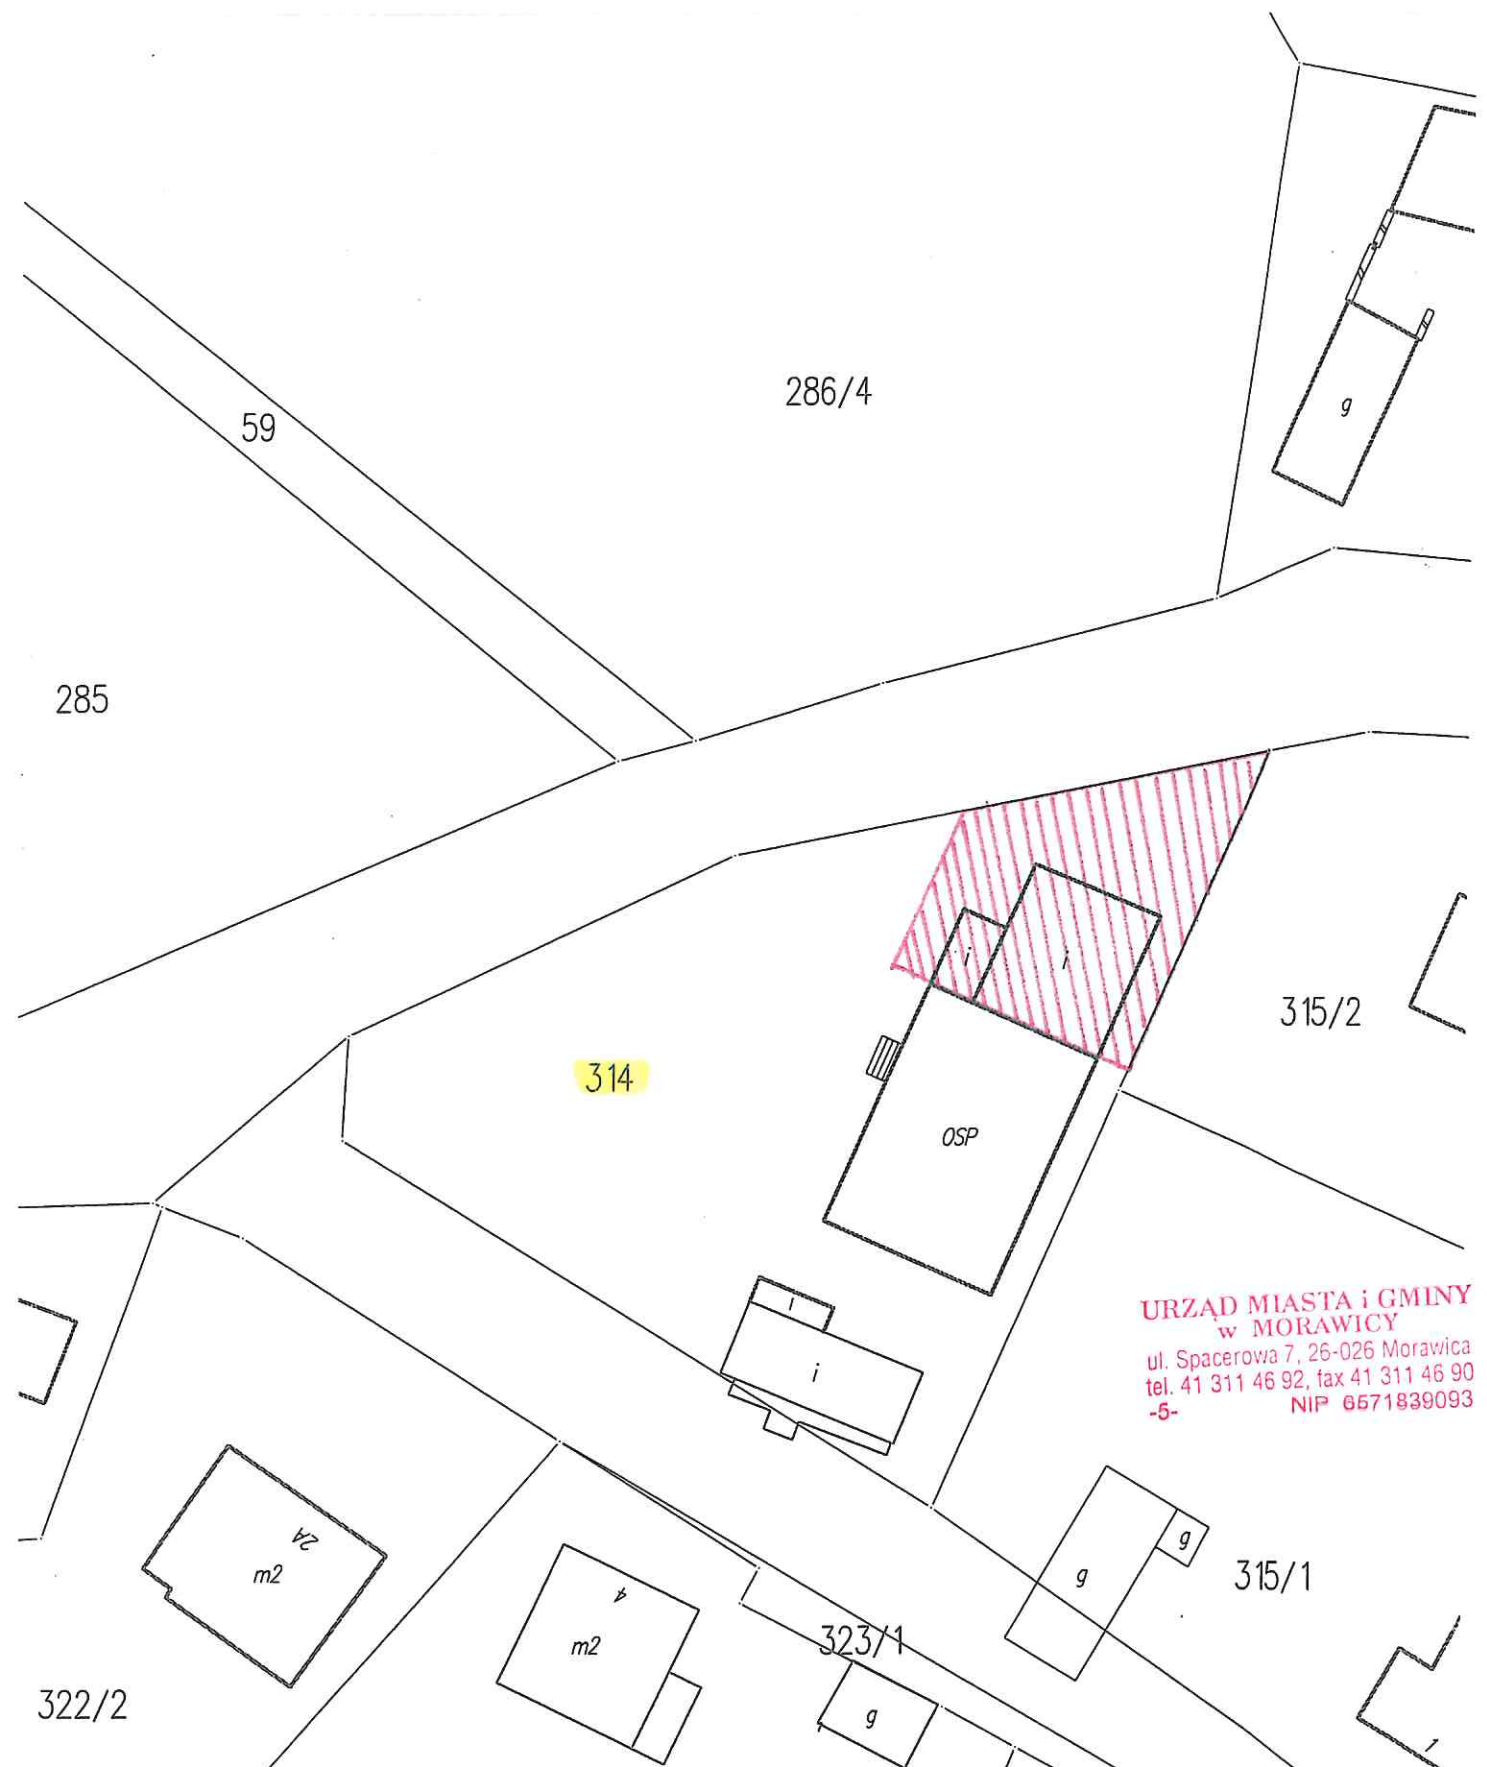 286/4
g
59
285
i
i
315/2
314
OSP
URZĄD MIASTA i GMINY
w MORAWICY
ul. Spacerowa 7, 26-026 Morawica
tel. 41 311 46 92, fax 41 311 46 90
-5- NIP 6571839093
i
i
2A
m2
4
m2
g
g
315/1
323/1
g
322/2
1